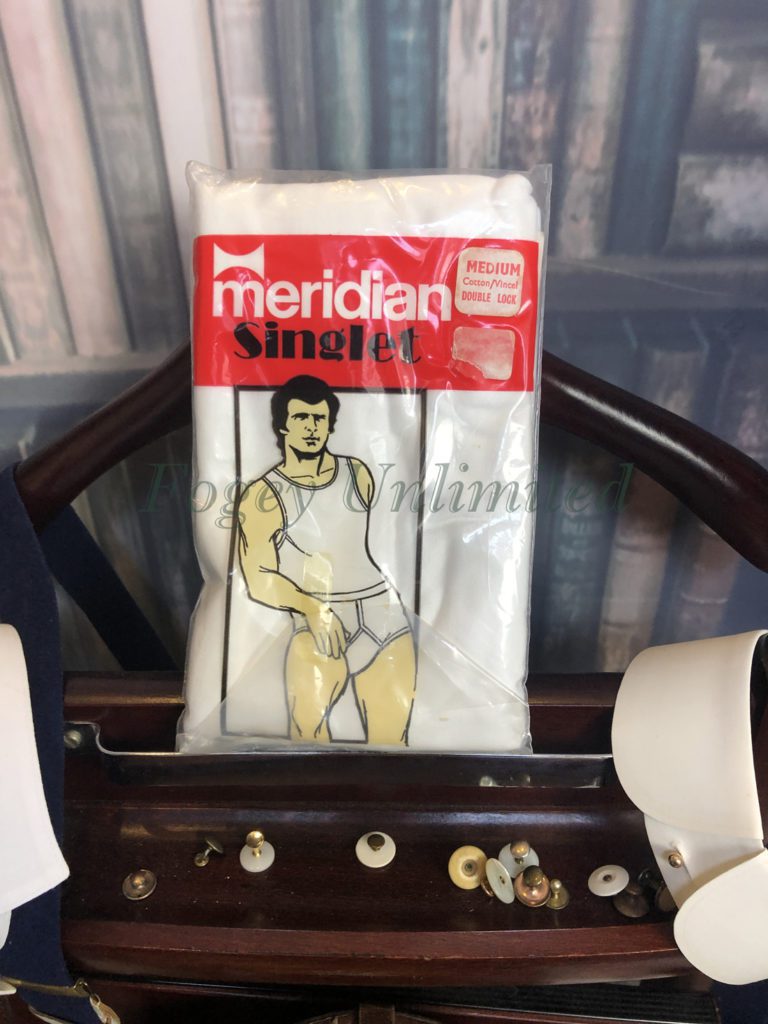 meridian
Singlet
MEDIUM
Cotton/Vincel
DOUBLE LOCK
Fogey Unlimited